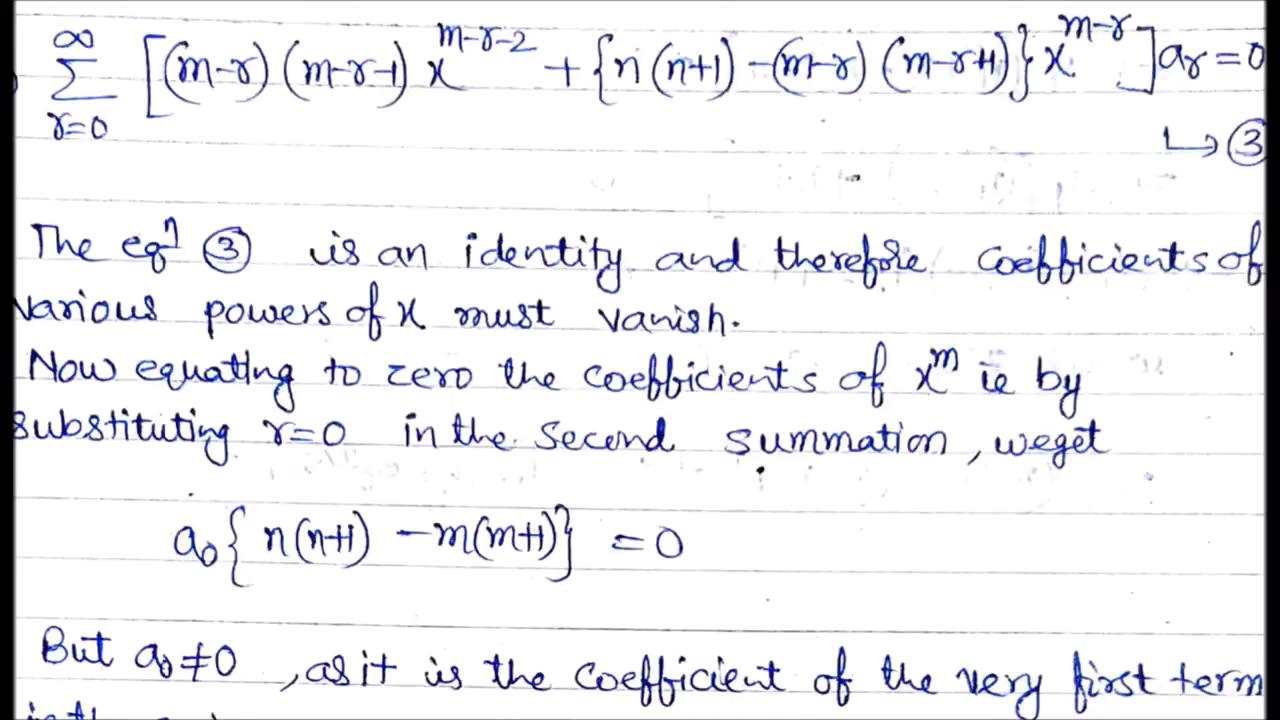 ∞
∑ [(m-r)(m-r-1) x^{m-r-2} + {n(n+1) - (m-r)(m-r+1)} x^{m-r}] a_r = 0
r=0
↳ ③
The eqⁿ ③ is an identity and therefore coefficients of
various powers of x must vanish.
Now equating to zero the coefficients of x^m ie by
substituting r=0 in the second summation, we get
a₀{ n(n+1) - m(m+1)} = 0
But a₀ ≠ 0, as it is the coefficient of the very first term